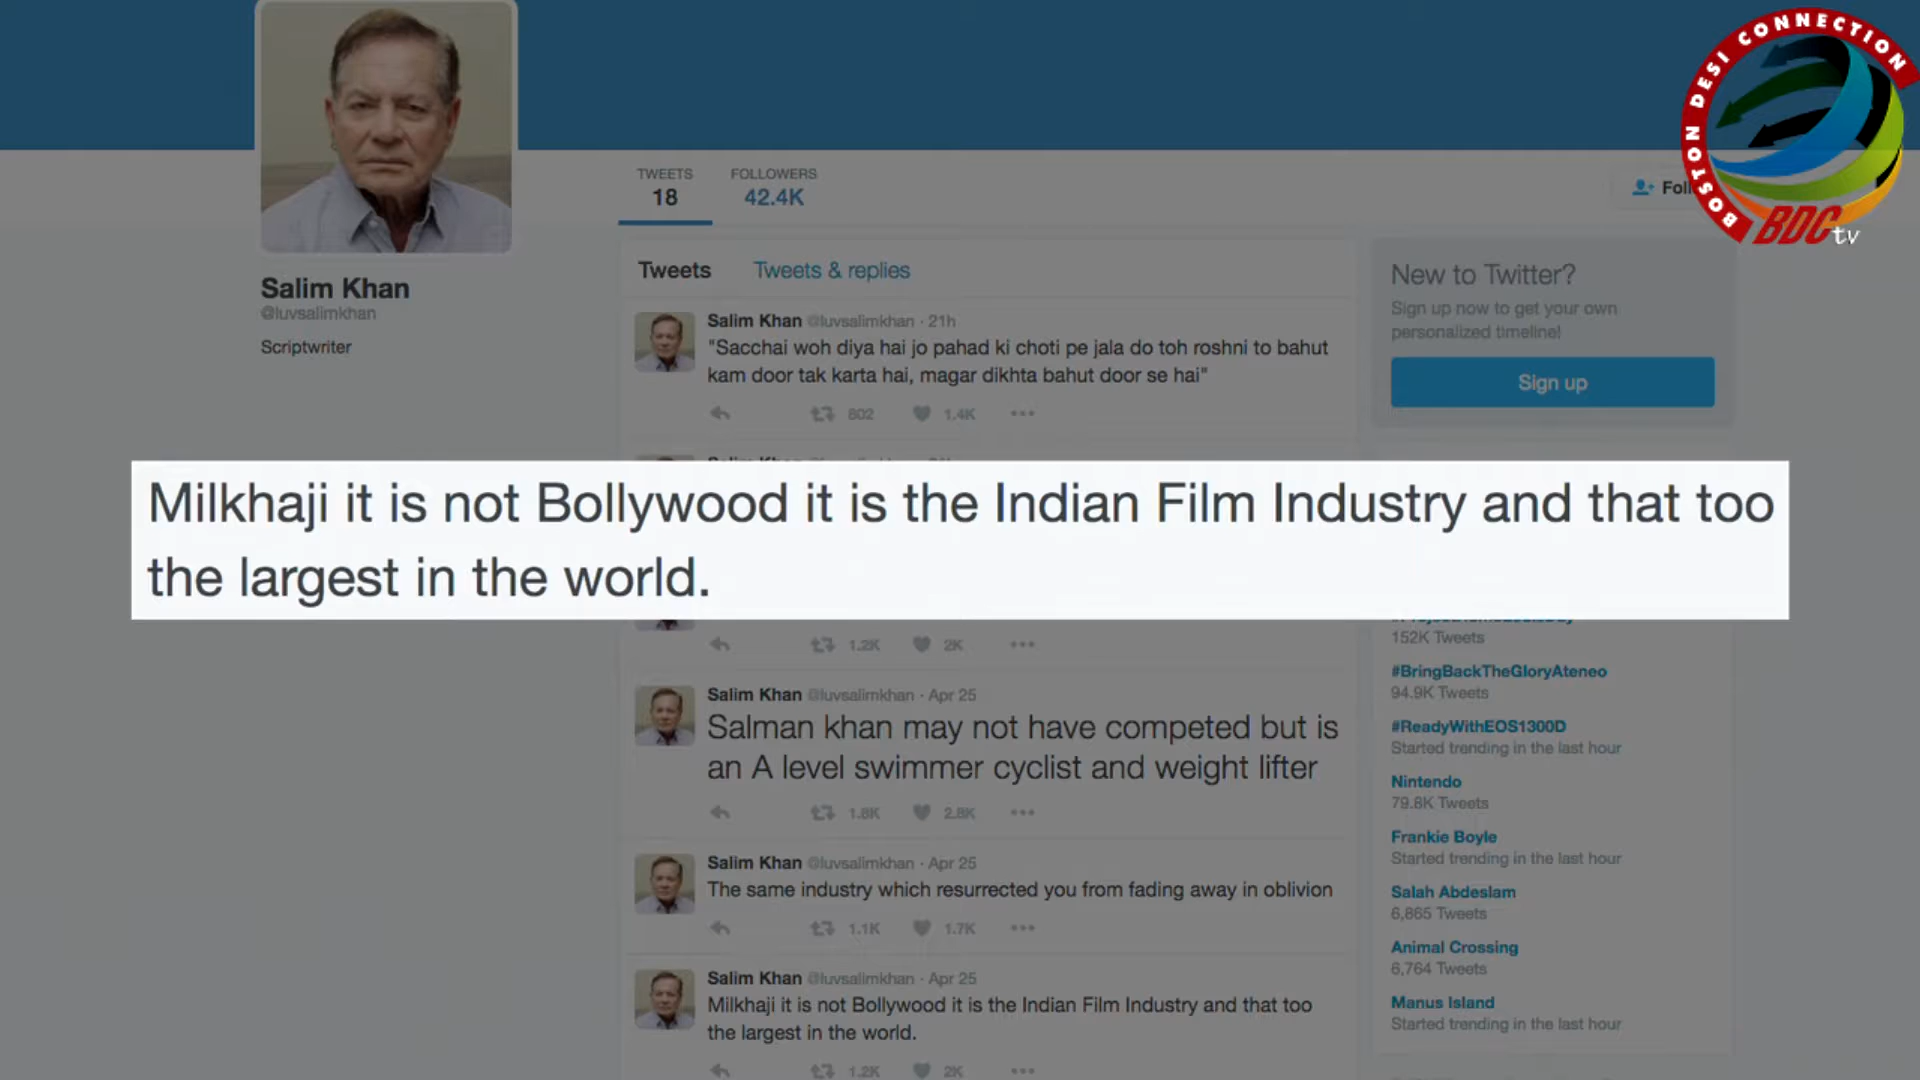 BOSTON DESI CONNECTION
BDC tv
TWEETS
18
FOLLOWERS
42.4K
Salim Khan
@luvsalimkhan
Scriptwriter
Tweets
Tweets & replies
Salim Khan @luvsalimkhan · 21h
"Sacchai woh diya hai jo pahad ki choti pe jala do toh roshni to bahut
kam door tak karta hai, magar dikhta bahut door se hai"
802
1.4K
New to Twitter?
Sign up now to get your own
personalized timeline!
Sign up
Milkhaji it is not Bollywood it is the Indian Film Industry and that too
the largest in the world.
1.2K
2K
Salim Khan @luvsalimkhan · Apr 25
Salman khan may not have competed but is
an A level swimmer cyclist and weight lifter
1.8K
2.8K
Salim Khan @luvsalimkhan · Apr 25
The same industry which resurrected you from fading away in oblivion
1.1K
1.7K
Salim Khan @luvsalimkhan · Apr 25
Milkhaji it is not Bollywood it is the Indian Film Industry and that too
the largest in the world.
1.2K
2K
152K Tweets
#BringBackTheGloryAteneo
94.9K Tweets
#ReadyWithEOS1300D
Started trending in the last hour
Nintendo
79.8K Tweets
Frankie Boyle
Started trending in the last hour
Salah Abdeslam
6,865 Tweets
Animal Crossing
6,764 Tweets
Manus Island
Started trending in the last hour